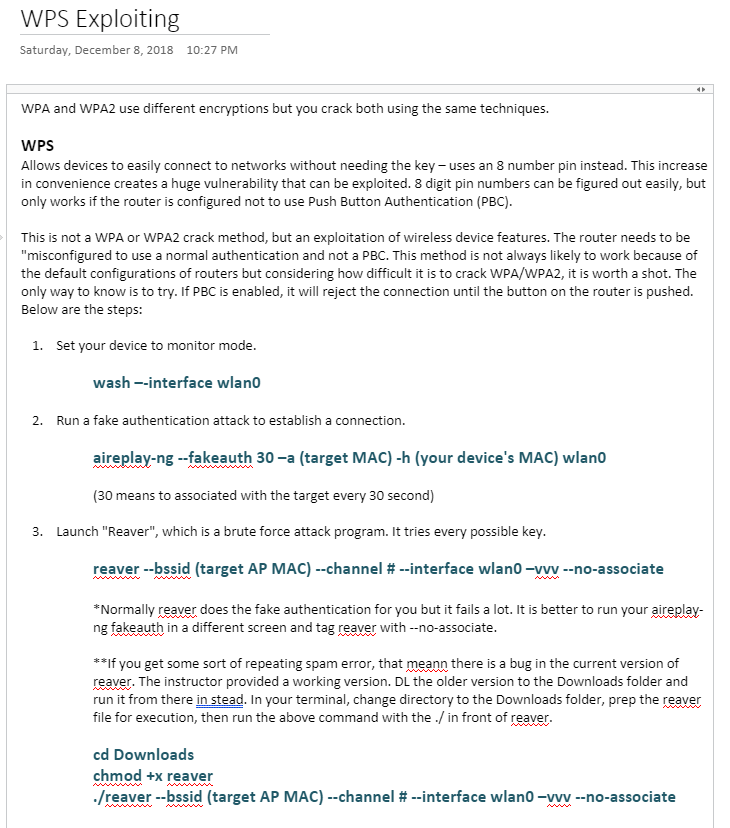 WPS Exploiting
Saturday, December 8, 2018 10:27 PM
WPA and WPA2 use different encryptions but you crack both using the same techniques.
WPS
Allows devices to easily connect to networks without needing the key – uses an 8 number pin instead. This increase
in convenience creates a huge vulnerability that can be exploited. 8 digit pin numbers can be figured out easily, but
only works if the router is configured not to use Push Button Authentication (PBC).
This is not a WPA or WPA2 crack method, but an exploitation of wireless device features. The router needs to be
"misconfigured to use a normal authentication and not a PBC. This method is not always likely to work because of
the default configurations of routers but considering how difficult it is to crack WPA/WPA2, it is worth a shot. The
only way to know is to try. If PBC is enabled, it will reject the connection until the button on the router is pushed.
Below are the steps:
1. Set your device to monitor mode.
wash –-interface wlan0
2. Run a fake authentication attack to establish a connection.
aireplay-ng --fakeauth 30 –a (target MAC) -h (your device's MAC) wlan0
(30 means to associated with the target every 30 second)
3. Launch "Reaver", which is a brute force attack program. It tries every possible key.
reaver --bssid (target AP MAC) --channel # --interface wlan0 –vvv --no-associate
*Normally reaver does the fake authentication for you but it fails a lot. It is better to run your aireplay-
ng fakeauth in a different screen and tag reaver with --no-associate.
**If you get some sort of repeating spam error, that meann there is a bug in the current version of
reaver. The instructor provided a working version. DL the older version to the Downloads folder and
run it from there in stead. In your terminal, change directory to the Downloads folder, prep the reaver
file for execution, then run the above command with the ./ in front of reaver.
cd Downloads
chmod +x reaver
./reaver --bssid (target AP MAC) --channel # --interface wlan0 –vvv --no-associate